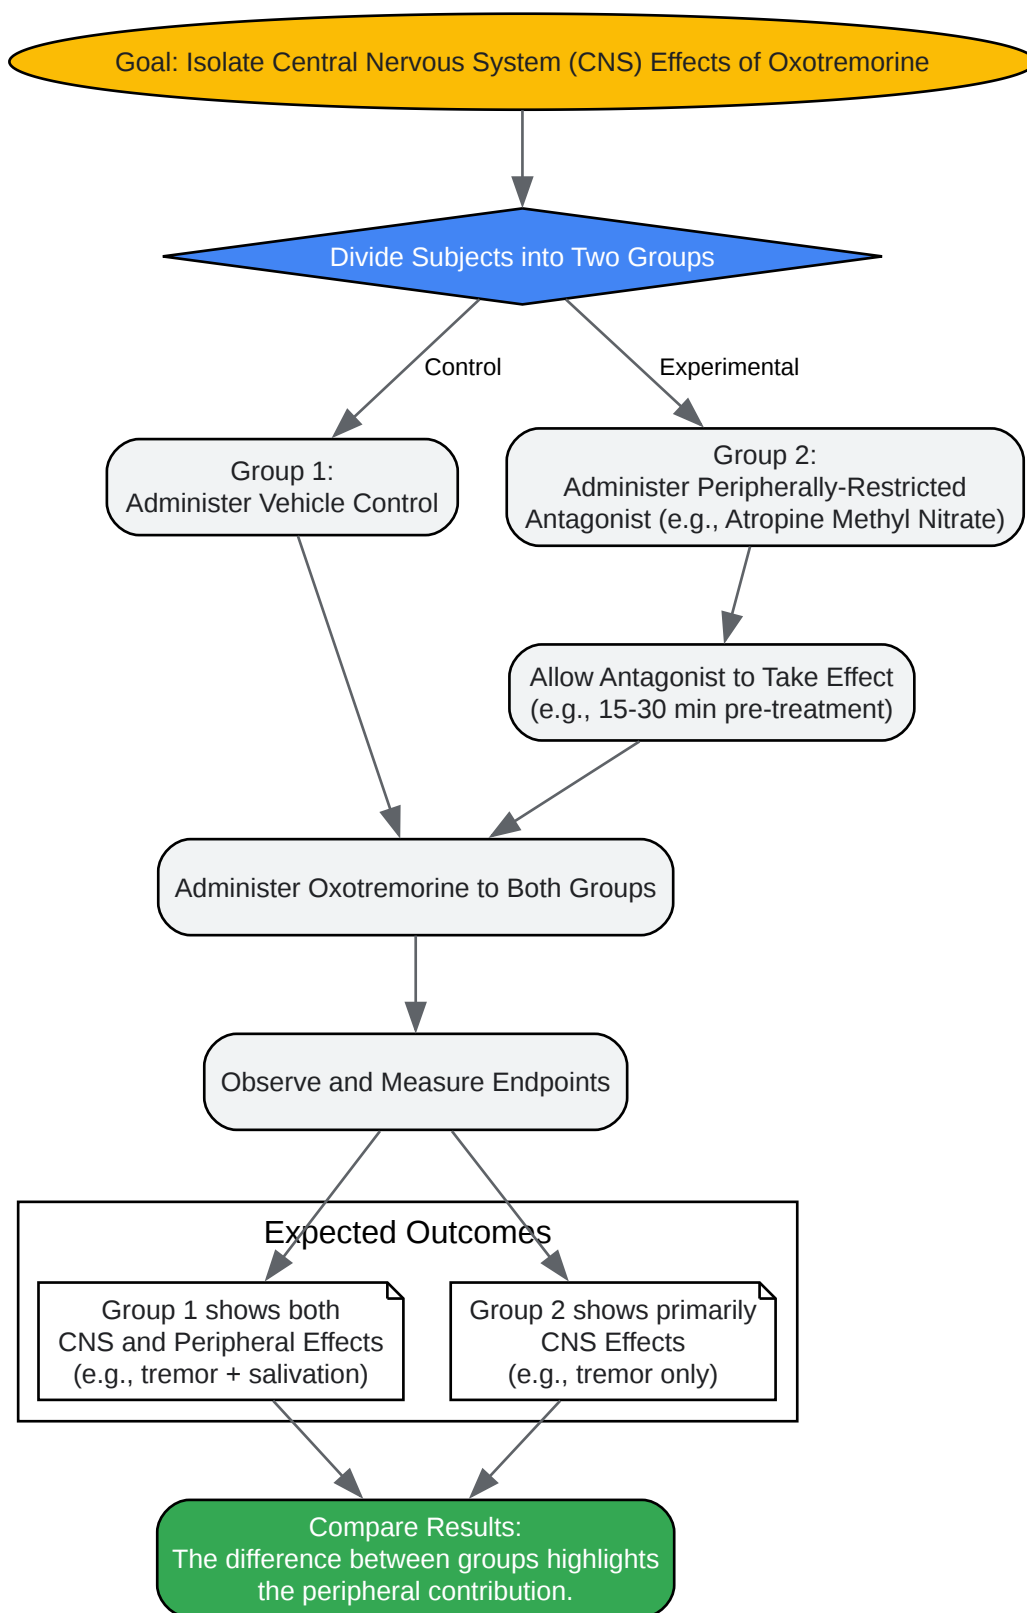 Goal: Isolate Central Nervous System (CNS) Effects of Oxotremorine
Divide Subjects into Two Groups
Control
Experimental
Group 1:
Administer Vehicle Control
Group 2:
Administer Peripherally-Restricted
Antagonist (e.g., Atropine Methyl Nitrate)
Allow Antagonist to Take Effect
(e.g., 15-30 min pre-treatment)
Administer Oxotremorine to Both Groups
Observe and Measure Endpoints
Expected Outcomes
Group 1 shows both
CNS and Peripheral Effects
(e.g., tremor + salivation)
Group 2 shows primarily
CNS Effects
(e.g., tremor only)
Compare Results:
The difference between groups highlights
the peripheral contribution.